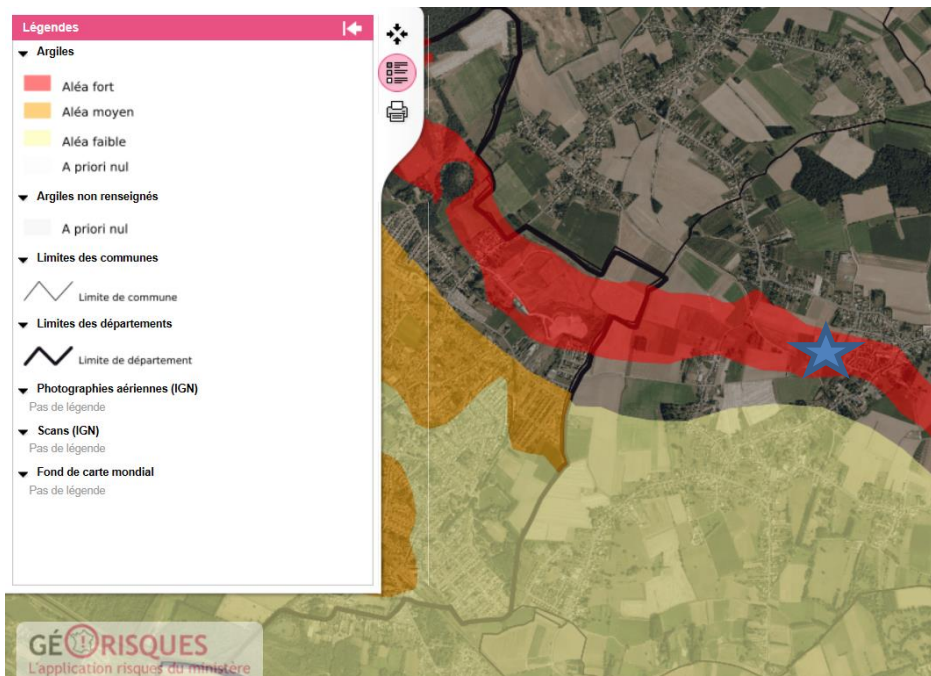 Légendes
Argiles
Aléa fort
Aléa moyen
Aléa faible
A priori nul
Argiles non renseignés
A priori nul
Limites des communes
Limite de commune
Limites des départements
Limite de département
Photographies aériennes (IGN)
Pas de légende
Scans (IGN)
Pas de légende
Fond de carte mondial
Pas de légende
GÉORISQUES
L'application risques du ministère